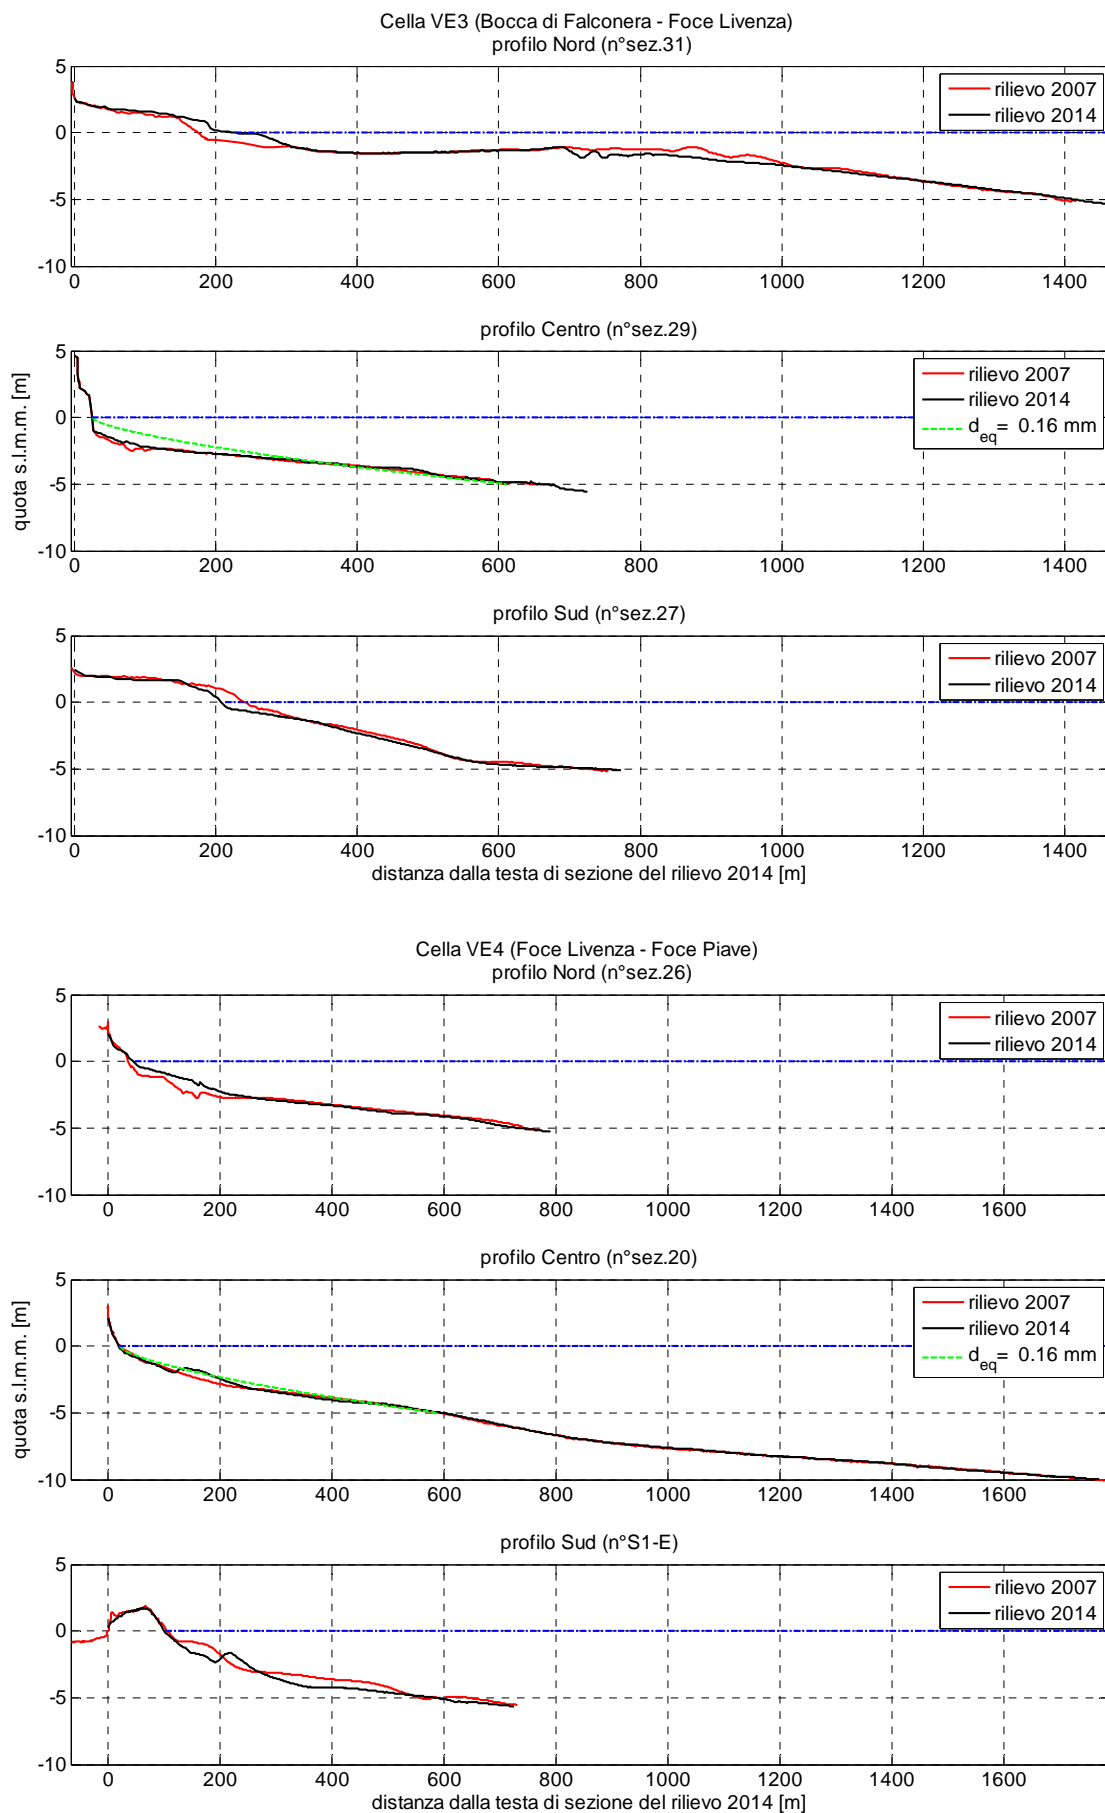 Cella VE3 (Bocca di Falconera - Foce Livenza)
profilo Nord (n°sez.31)
5
0
-5
-10
0 200 400 600 800 1000 1200 1400
rilievo 2007
rilievo 2014
profilo Centro (n°sez.29)
5
0
-5
-10
quota s.l.m.m. [m]
0 200 400 600 800 1000 1200 1400
rilievo 2007
rilievo 2014
d_eq= 0.16 mm
profilo Sud (n°sez.27)
5
0
-5
-10
0 200 400 600 800 1000 1200 1400
rilievo 2007
rilievo 2014
distanza dalla testa di sezione del rilievo 2014 [m]
Cella VE4 (Foce Livenza - Foce Piave)
profilo Nord (n°sez.26)
5
0
-5
-10
0 200 400 600 800 1000 1200 1400 1600
rilievo 2007
rilievo 2014
profilo Centro (n°sez.20)
5
0
-5
-10
quota s.l.m.m. [m]
0 200 400 600 800 1000 1200 1400 1600
rilievo 2007
rilievo 2014
d_eq= 0.16 mm
profilo Sud (n°S1-E)
5
0
-5
-10
0 200 400 600 800 1000 1200 1400 1600
rilievo 2007
rilievo 2014
distanza dalla testa di sezione del rilievo 2014 [m]